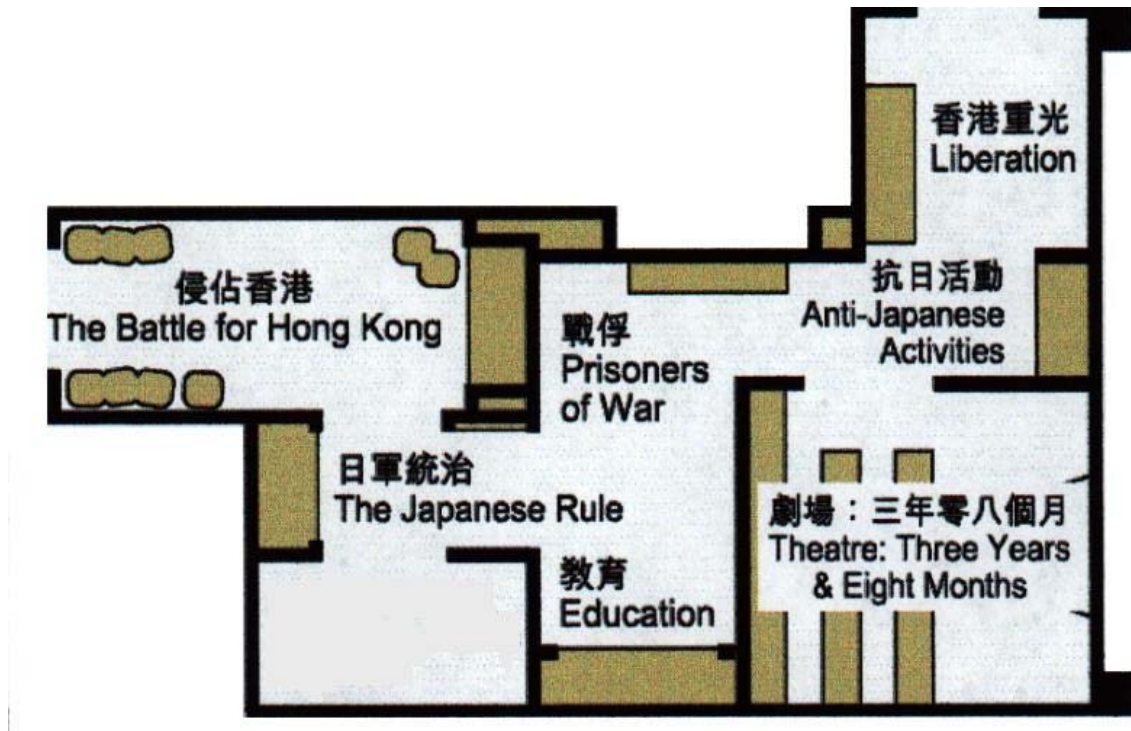 香港重光
Liberation
侵佔香港
The Battle for Hong Kong
抗日活動
Anti-Japanese
Activities
戰俘
Prisoners
of War
日軍統治
The Japanese Rule
教育
Education
劇場：三年零八個月
Theatre: Three Years
& Eight Months